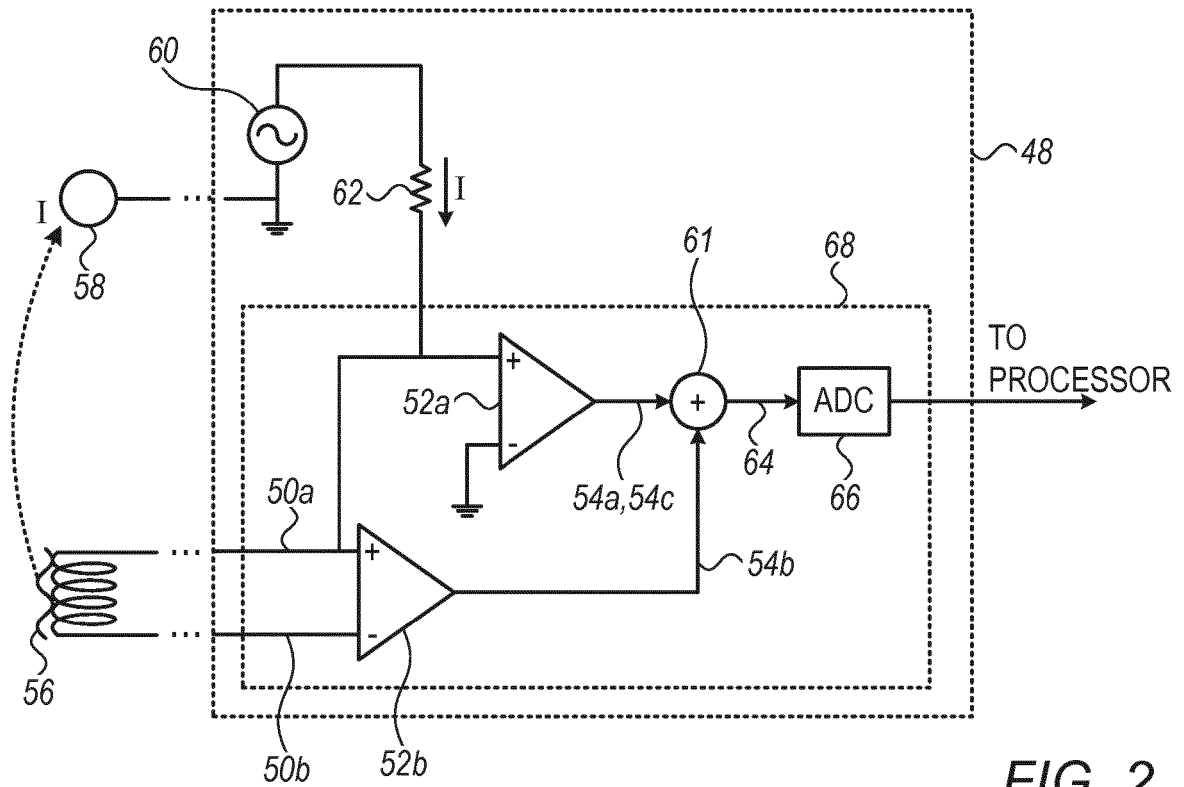 60
48
62
I
I
58
61
68
TO
PROCESSOR
+
52a
-
+
ADC
54a,54c
64
66
50a
+
54b
-
56
50b
52b
FIG. 2